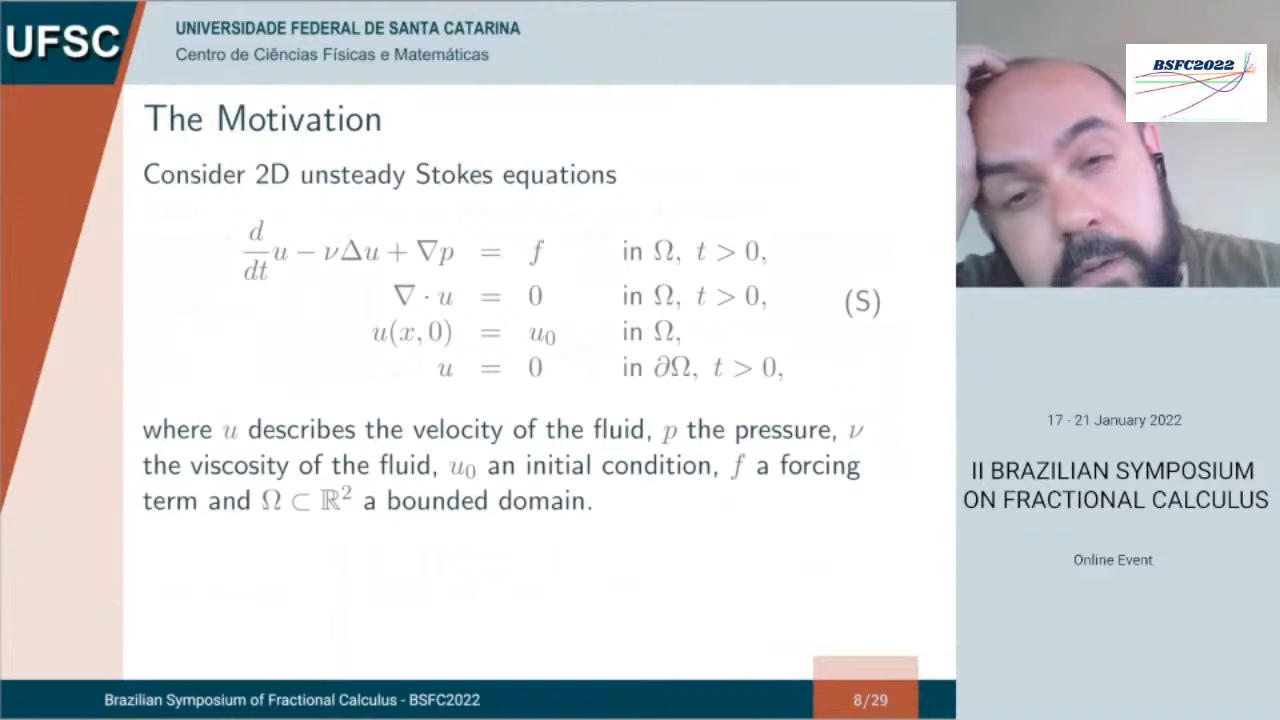 UFSC
UNIVERSIDADE FEDERAL DE SANTA CATARINA
Centro de Ciências Físicas e Matemáticas
The Motivation
Consider 2D unsteady Stokes equations
d/dt u − νΔu + ∇p = f in Ω, t > 0,
∇ · u = 0 in Ω, t > 0,
(S)
u(x, 0) = u₀ in Ω,
u = 0 in ∂Ω, t > 0,
where u describes the velocity of the fluid, p the pressure, ν
the viscosity of the fluid, u₀ an initial condition, f a forcing
term and Ω ⊂ ℝ² a bounded domain.
Brazilian Symposium of Fractional Calculus - BSFC2022
8/29
BSFC2022
17 - 21 January 2022
II BRAZILIAN SYMPOSIUM
ON FRACTIONAL CALCULUS
Online Event